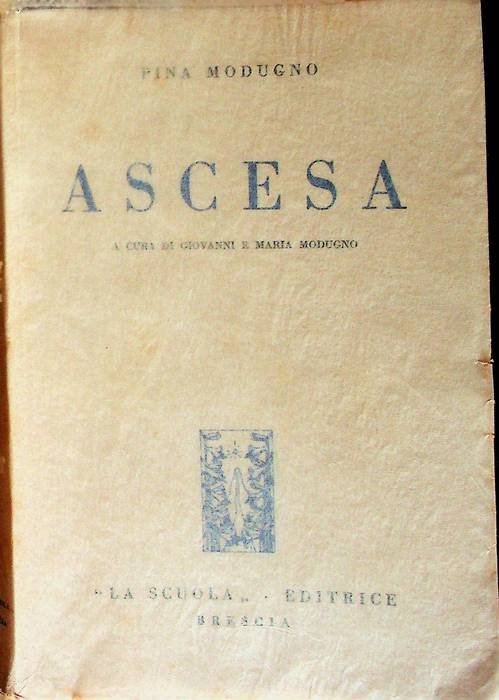 PINA MODUGNO
ASCESA
A CURA DI GIOVANNI E MARIA MODUGNO
"LA SCUOLA„ · EDITRICE
BRESCIA